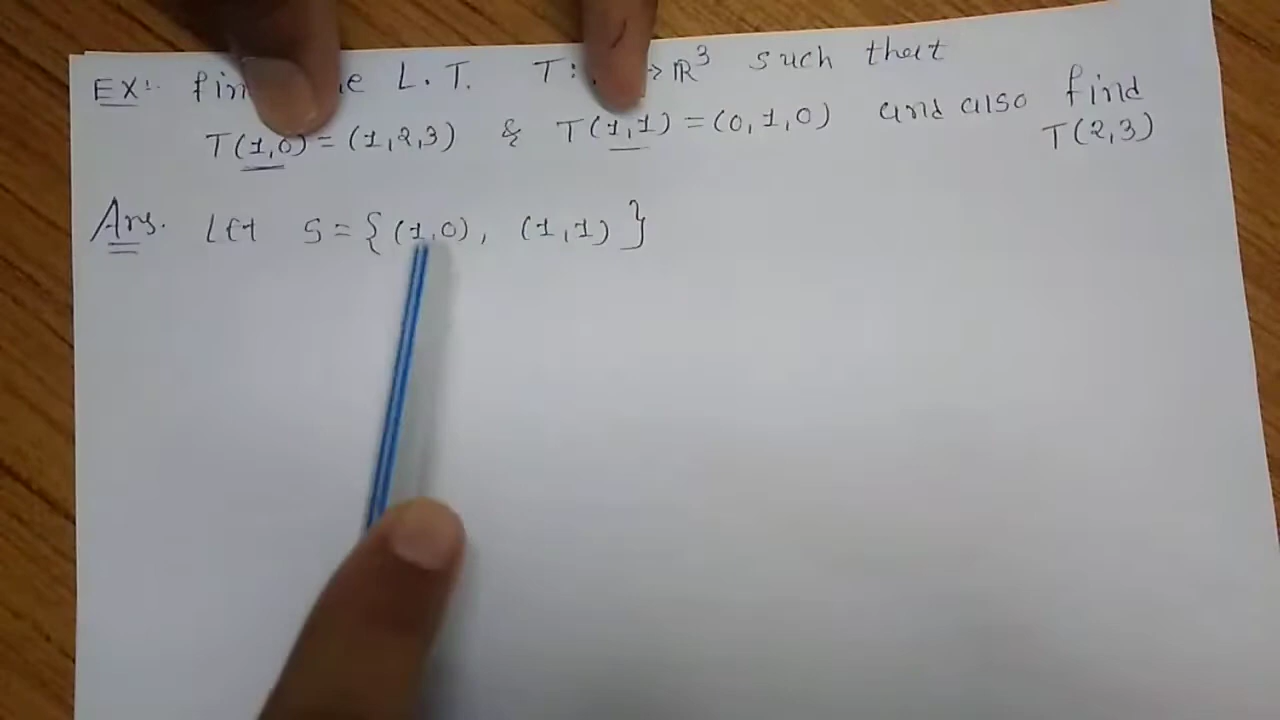 EX:- L.T. T: → ℝ³ such that
T(1,0) = (1,2,3) & T(1,1) = (0,1,0) and also find
T(2,3)
Ans. Let S = {(1,0), (1,1)}